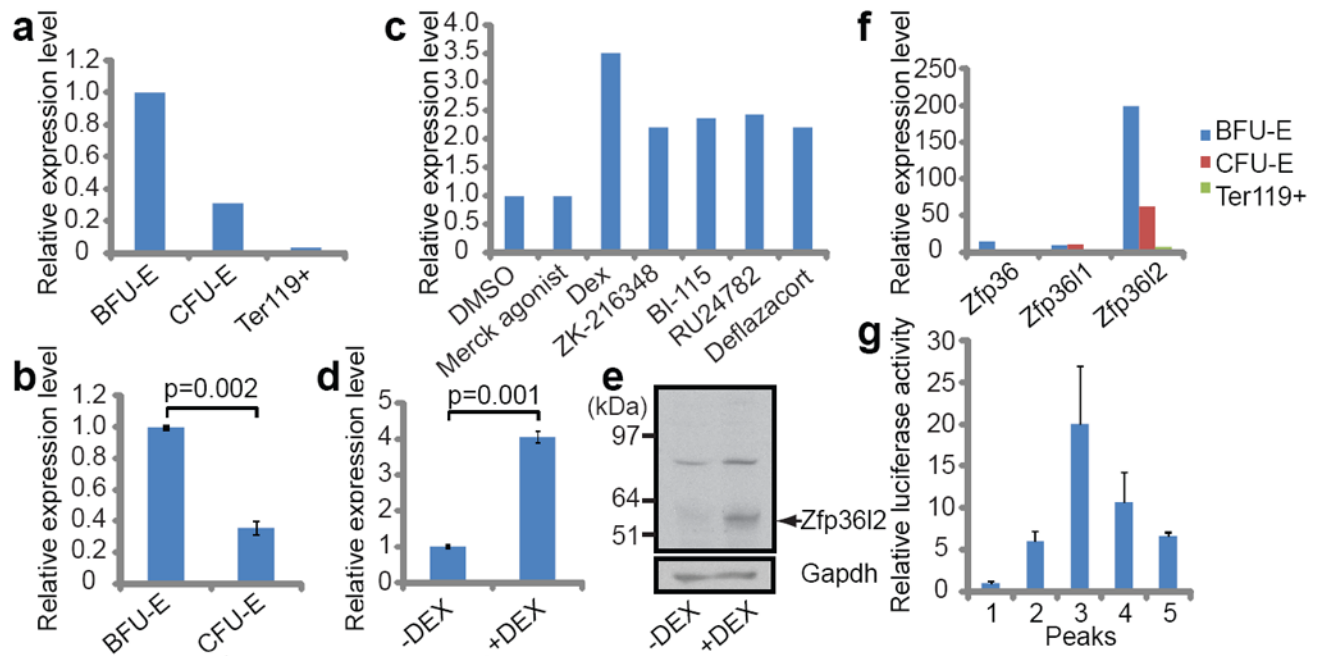 a
Relative expression level
1.2
1.0
0.8
0.6
0.4
0.2
0
BFU-E
CFU-E
Ter119+
c
Relative expression level
4.0
3.5
3.0
2.5
2.0
1.5
1.0
0.5
0
DMSO
Merck agonist
Dex
ZK-216348
BI-115
RU24782
Deflazacort
f
Relative expression level
250
200
150
100
50
0
Zfp36
Zfp36l1
Zfp36l2
BFU-E
CFU-E
Ter119+
b
Relative expression level
1.2
1.0
0.8
0.6
0.4
0.2
0
p=0.002
BFU-E
CFU-E
d
Relative expression level
5
4
3
2
1
0
p=0.001
-DEX
+DEX
e
(kDa)
97
64
51
Zfp36l2
Gapdh
-DEX
+DEX
g
Relative luciferase activity
30
25
20
15
10
5
0
1 2 3 4 5
Peaks